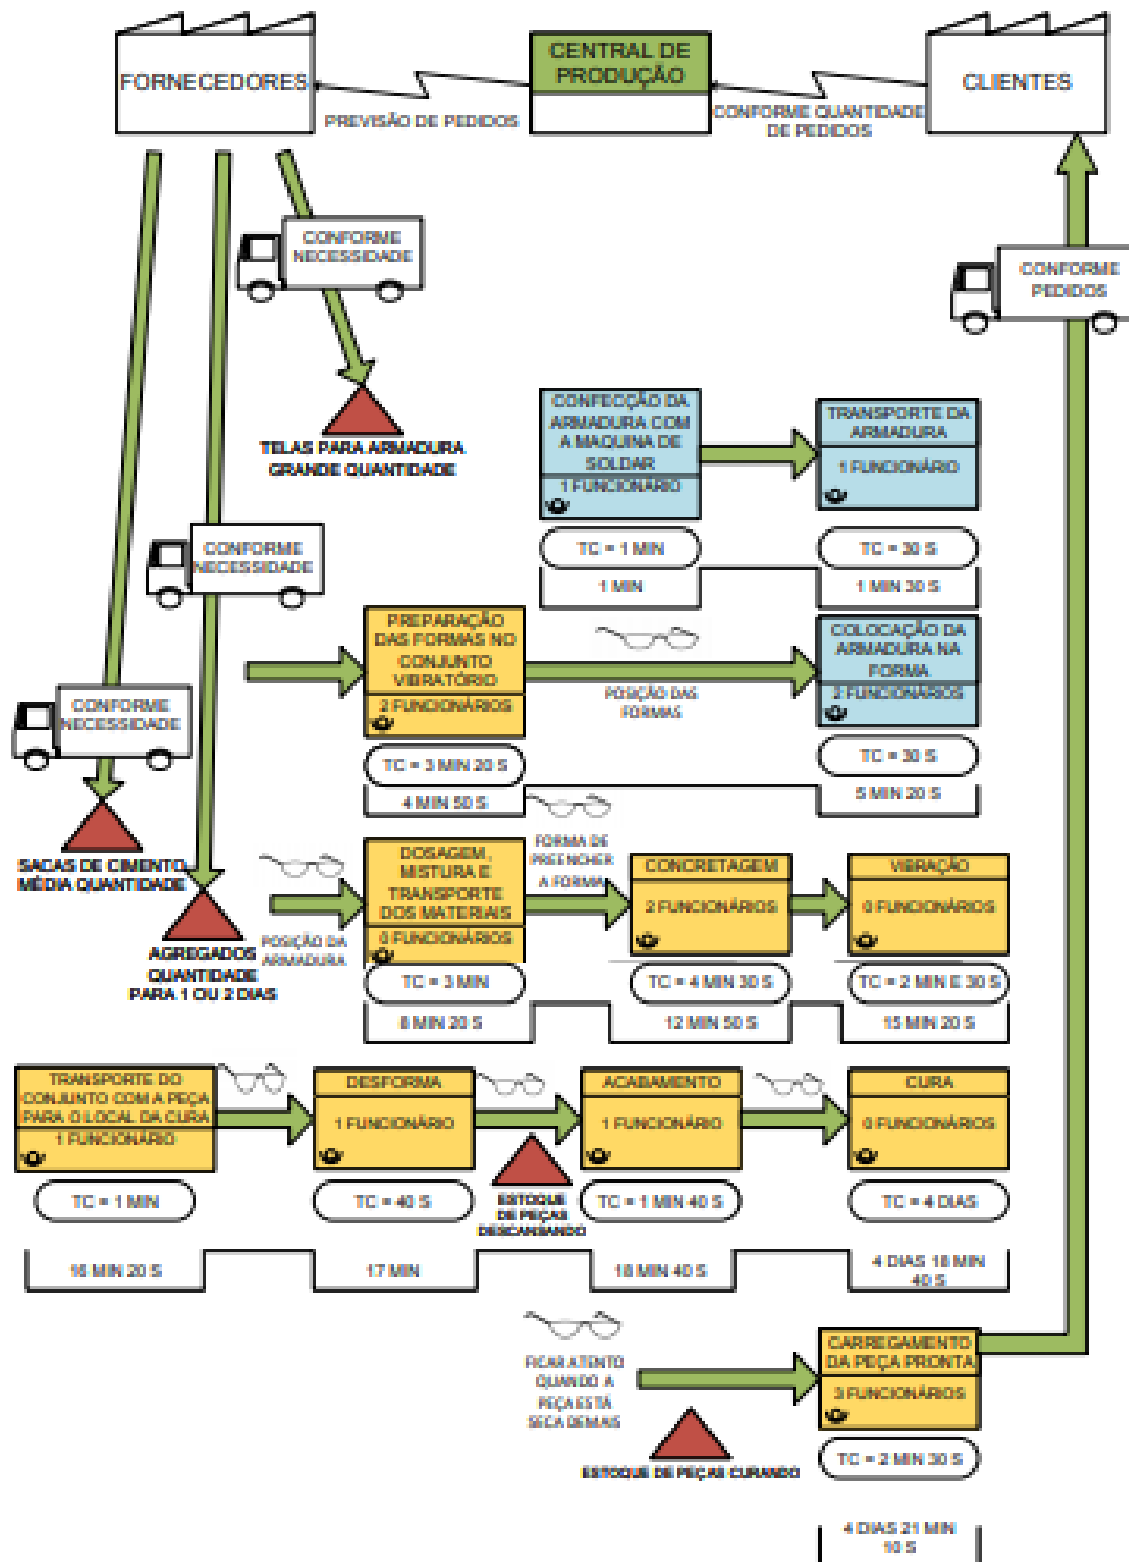 FORNECEDORES
PREVISÃO DE PEDIDOS
CENTRAL DE
PRODUÇÃO
CONFORME QUANTIDADE
DE PEDIDOS
CLIENTES
CONFORME
NECESSIDADE
CONFORME
PEDIDOS
TELAS PARA ARMADURA
GRANDE QUANTIDADE
CONFECÇÃO DA
ARMADURA COM
A MAQUINA DE
SOLDAR
1 FUNCIONÁRIO
TC = 1 MIN
1 MIN
TRANSPORTE DA
ARMADURA
1 FUNCIONÁRIO
TC = 30 S
1 MIN 30 S
CONFORME
NECESSIDADE
PREPARAÇÃO
DAS FORMAS NO
CONJUNTO
VIBRATÓRIO
2 FUNCIONÁRIOS
TC = 3 MIN 20 S
4 MIN 50 S
POSIÇÃO DAS
FORMAS
COLOCAÇÃO DA
ARMADURA NA
FORMA
2 FUNCIONÁRIOS
TC = 30 S
5 MIN 20 S
CONFORME
NECESSIDADE
SACAS DE CIMENTO
MÉDIA QUANTIDADE
AGREGADOS
QUANTIDADE
PARA 1 OU 2 DIAS
POSIÇÃO DA
ARMADURA
DOSAGEM,
MISTURA E
TRANSPORTE
DOS MATERIAIS
0 FUNCIONÁRIOS
TC = 3 MIN
8 MIN 20 S
FORMA DE
PREENCHER
A FORMA
CONCRETAGEM
2 FUNCIONÁRIOS
TC = 4 MIN 30 S
12 MIN 50 S
VIBRAÇÃO
0 FUNCIONÁRIOS
TC = 2 MIN E 30 S
15 MIN 20 S
TRANSPORTE DO
CONJUNTO COM A PEÇA
PARA O LOCAL DA CURA
1 FUNCIONÁRIO
TC = 1 MIN
16 MIN 20 S
DESFORMA
1 FUNCIONÁRIO
TC = 40 S
17 MIN
ESTOQUE
DE PEÇAS
DESCANSANDO
ACABAMENTO
1 FUNCIONÁRIO
TC = 1 MIN 40 S
18 MIN 40 S
CURA
0 FUNCIONÁRIOS
TC = 4 DIAS
4 DIAS 18 MIN
40 S
FICAR ATENTO
QUANDO A
PEÇA ESTÁ
SECA DEMAIS
ESTOQUE DE PEÇAS CURANDO
CARREGAMENTO
DA PEÇA PRONTA
3 FUNCIONÁRIOS
TC = 2 MIN 30 S
4 DIAS 21 MIN
10 S